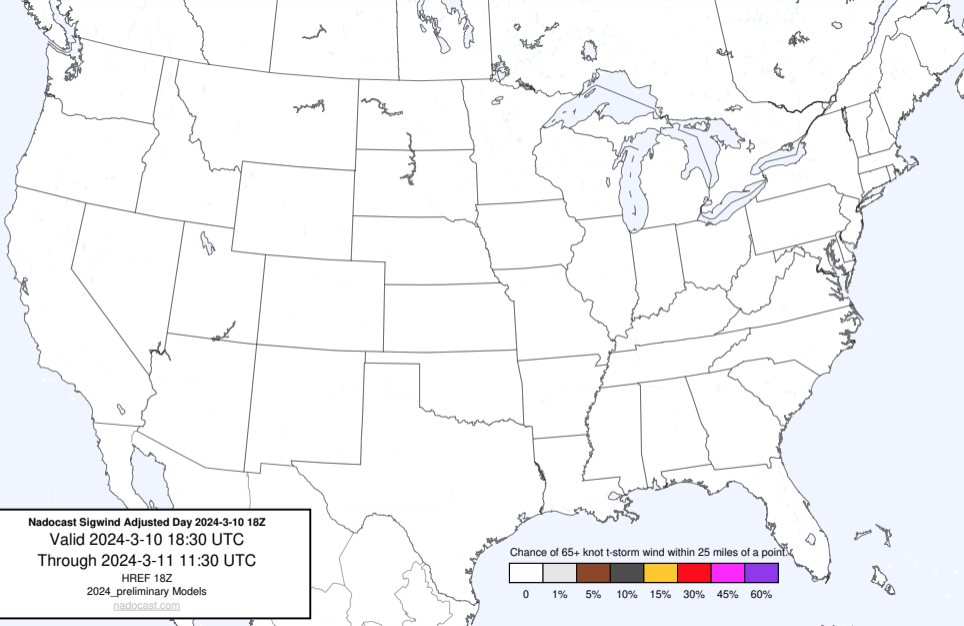 Nadocast Sigwind Adjusted Day 2024-3-10 18Z
Valid 2024-3-10 18:30 UTC
Through 2024-3-11 11:30 UTC
HREF 18Z
2024_preliminary Models
nadocast.com
Chance of 65+ knot t-storm wind within 25 miles of a point.
0 1% 5% 10% 15% 30% 45% 60%